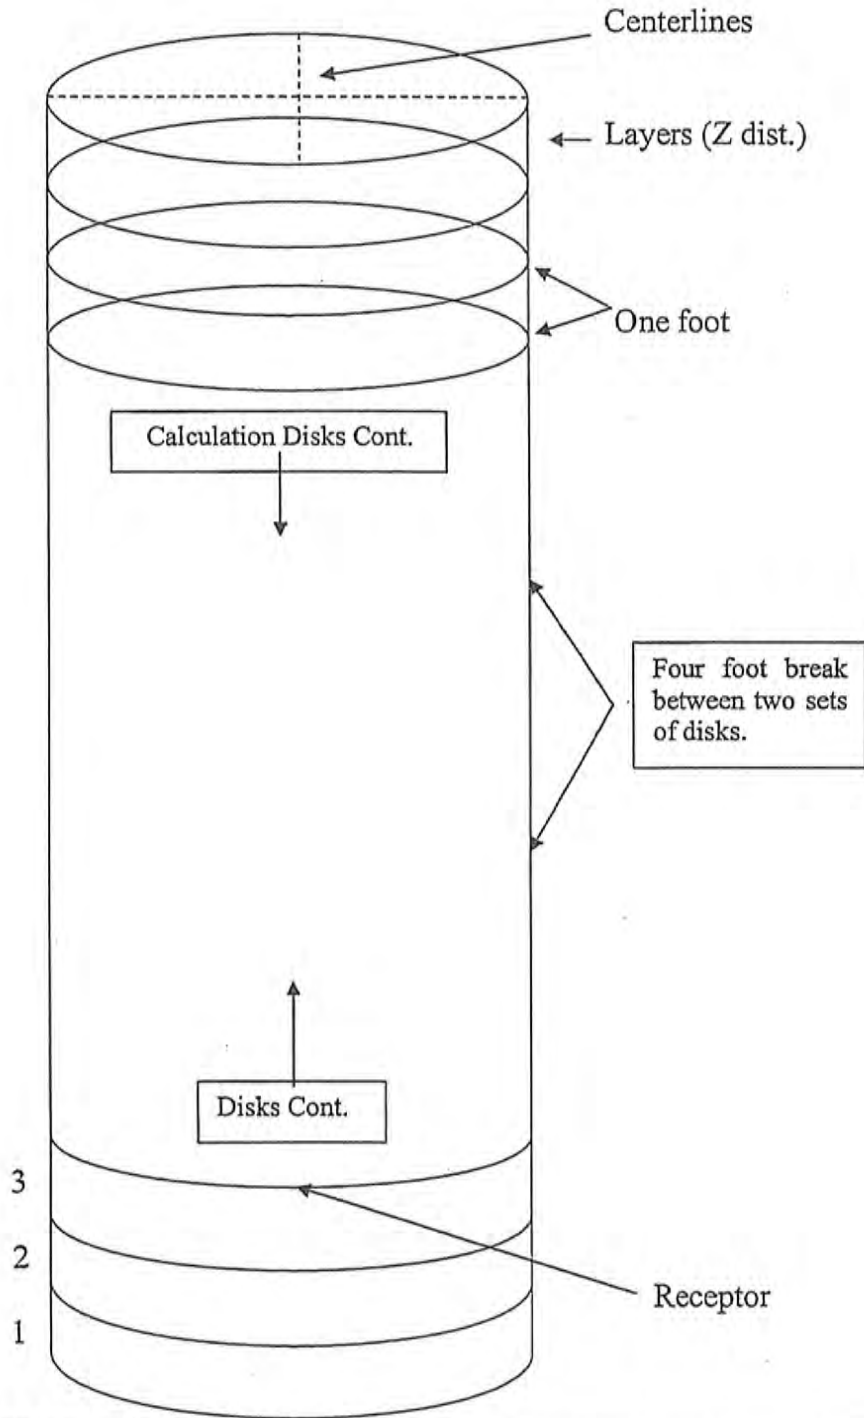 Centerlines
Layers (Z dist.)
One foot
Calculation Disks Cont.
Four foot break
between two sets
of disks.
Disks Cont.
3
2
Receptor
1